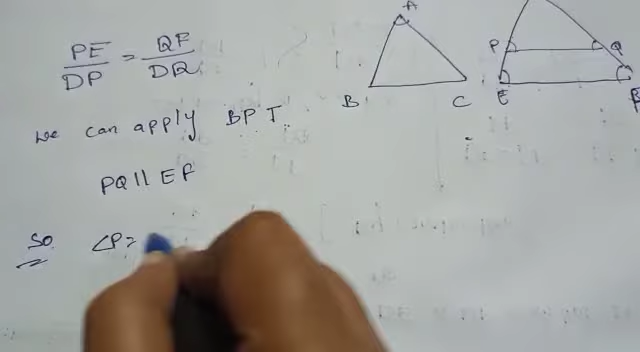 PE/DP = QF/DQ
We can apply BPT.
PQ || EF
So ∠P =
A
B C
P Q
E F